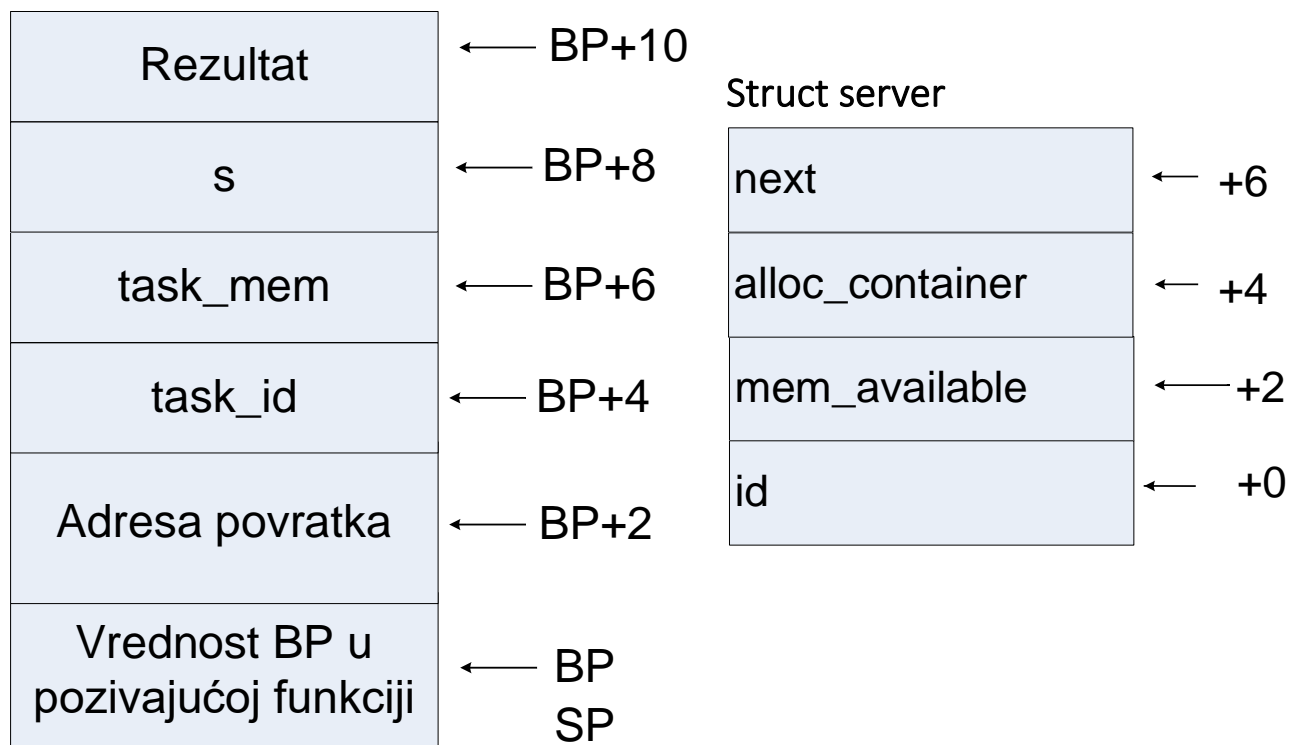 Rezultat
BP+10
s
BP+8
task_mem
BP+6
task_id
BP+4
Adresa povratka
BP+2
Vrednost BP u
pozivajućoj funkciji
BP
SP
Struct server
next
+6
alloc_container
+4
mem_available
+2
id
+0